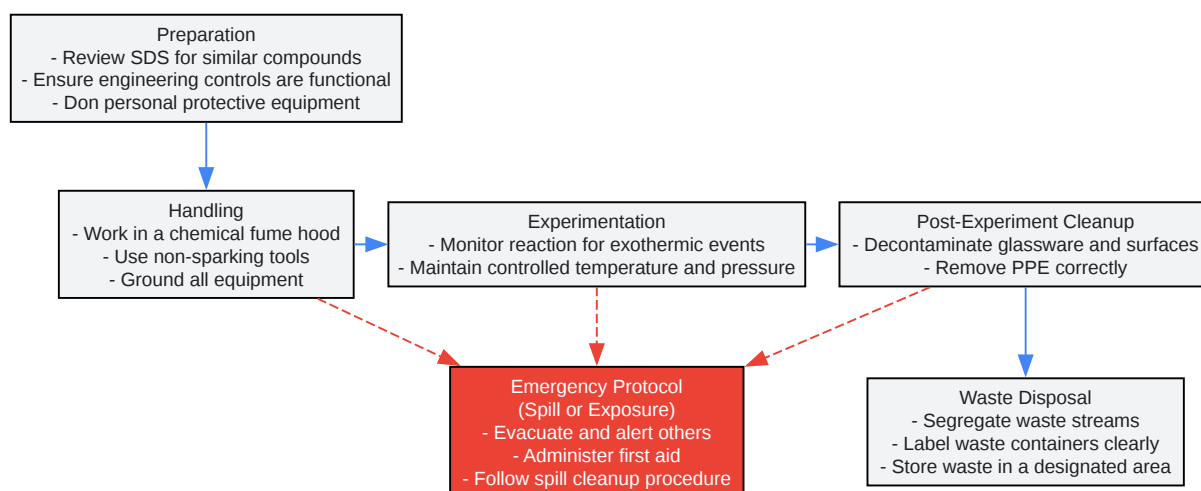 Preparation
- Review SDS for similar compounds
- Ensure engineering controls are functional
- Don personal protective equipment
Handling
- Work in a chemical fume hood
- Use non-sparking tools
- Ground all equipment
Experimentation
- Monitor reaction for exothermic events
- Maintain controlled temperature and pressure
Post-Experiment Cleanup
- Decontaminate glassware and surfaces
- Remove PPE correctly
Emergency Protocol
(Spill or Exposure)
- Evacuate and alert others
- Administer first aid
- Follow spill cleanup procedure
Waste Disposal
- Segregate waste streams
- Label waste containers clearly
- Store waste in a designated area